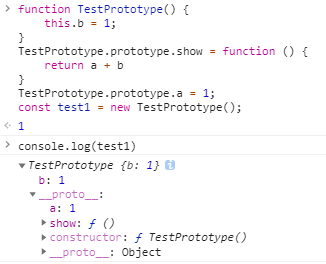 > function TestPrototype() {
this.b = 1;
}
TestPrototype.prototype.show = function () {
return a + b
}
TestPrototype.prototype.a = 1;
const test1 = new TestPrototype();
1
> console.log(test1)
▼TestPrototype {b: 1} i
b: 1
▼__proto__:
a: 1
▶show: ƒ ()
▶constructor: ƒ TestPrototype()
▶__proto__: Object